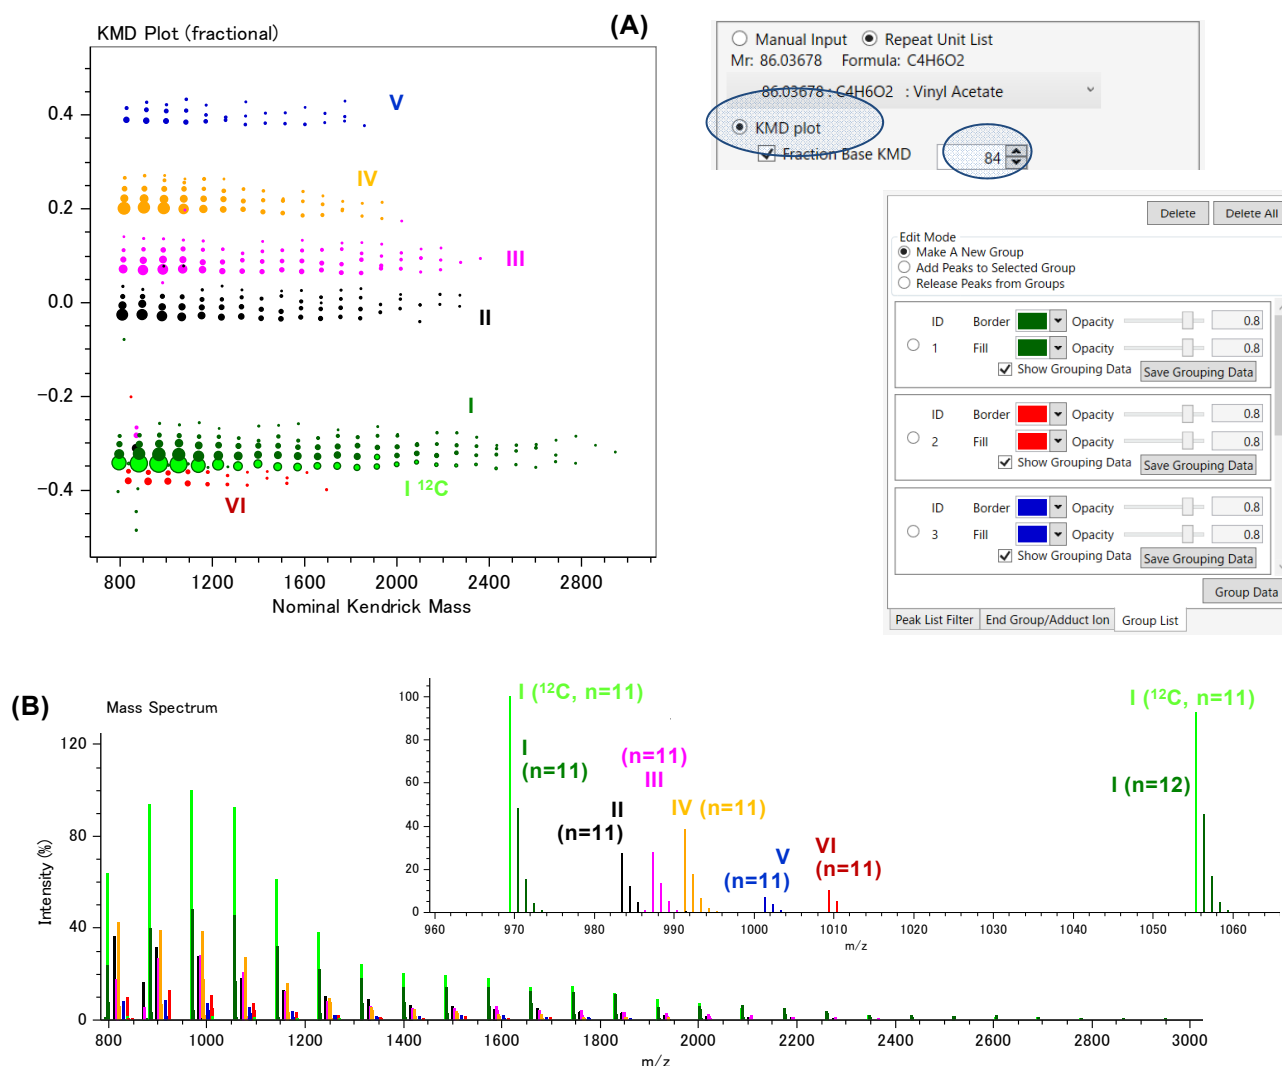 KMD Plot (fractional)
(A)
0.4
0.2
0.0
−0.2
−0.4
V
IV
III
II
I
I 12C
VI
800
1200
1600
2000
2400
2800
Nominal Kendrick Mass
Manual Input
Repeat Unit List
Mr: 86.03678 Formula: C4H6O2
86.03678 : C4H6O2 : Vinyl Acetate
KMD plot
Fraction Base KMD
84
Delete
Delete All
Edit Mode
Make A New Group
Add Peaks to Selected Group
Release Peaks from Groups
ID Border Opacity 0.8
1 Fill Opacity 0.8
Show Grouping Data Save Grouping Data
ID Border Opacity 0.8
2 Fill Opacity 0.8
Show Grouping Data Save Grouping Data
ID Border Opacity 0.8
3 Fill Opacity 0.8
Show Grouping Data Save Grouping Data
Group Data
Peak List Filter End Group/Adduct Ion Group List
(B)
Mass Spectrum
Intensity (%)
120
80
40
0
800 1000 1200 1400 1600 1800 2000 2200 2400 2600 2800 3000
m/z
100
80
60
40
20
0
I (12C, n=11)
I
(n=11)
(n=11)
III
II
(n=11)
IV (n=11)
V
(n=11)
VI
(n=11)
I (12C, n=11)
I (n=12)
960 970 980 990 1000 1010 1020 1030 1040 1050 1060
m/z